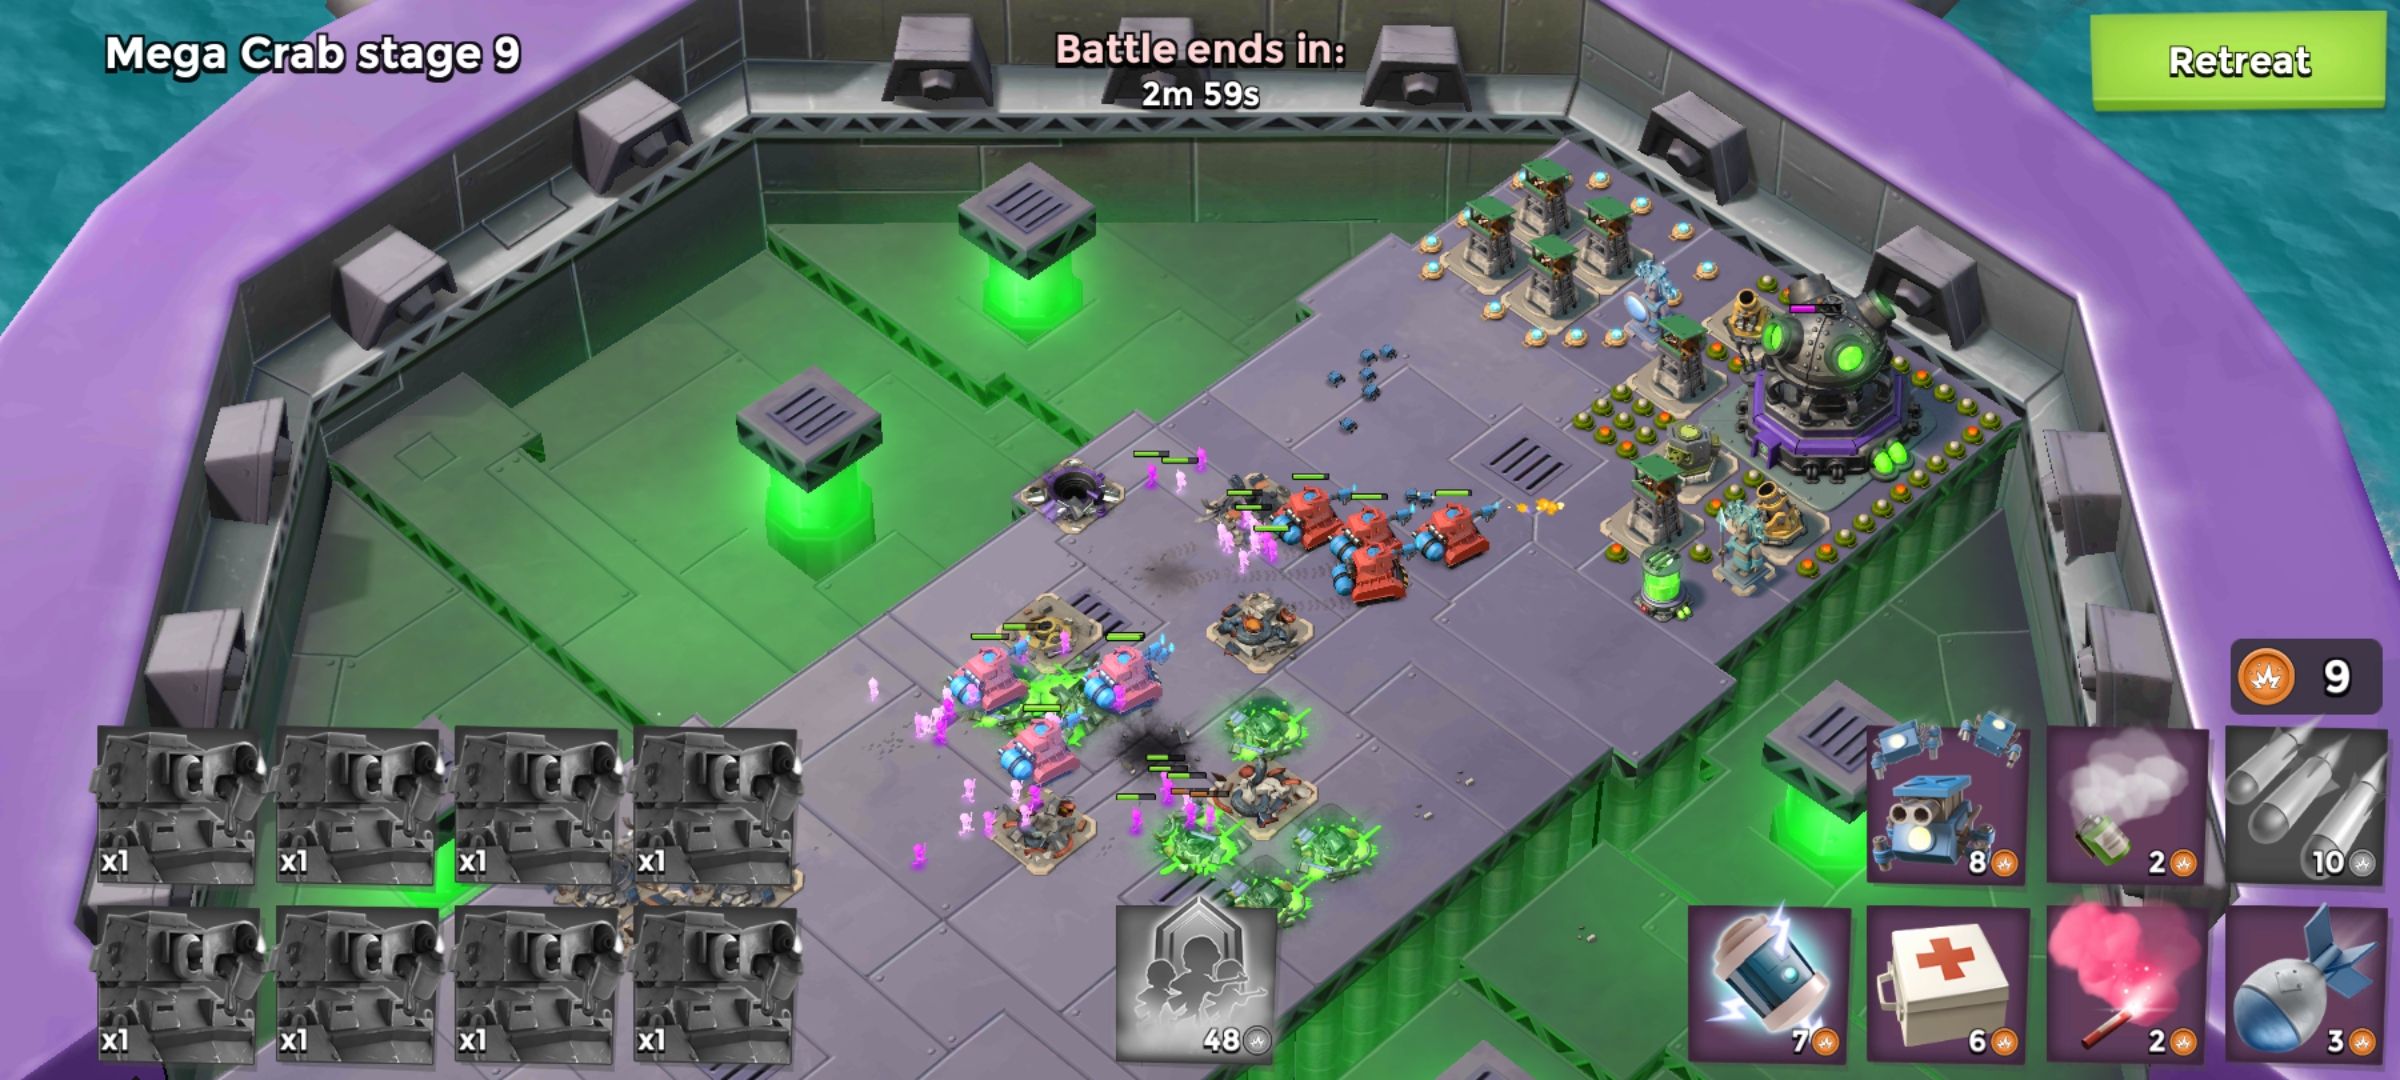 Mega Crab stage 9
Battle ends in:
2m 59s
Retreat
9
x1
x1
x1
x1
8
2
10
x1
x1
x1
x1
48
7
6
2
3